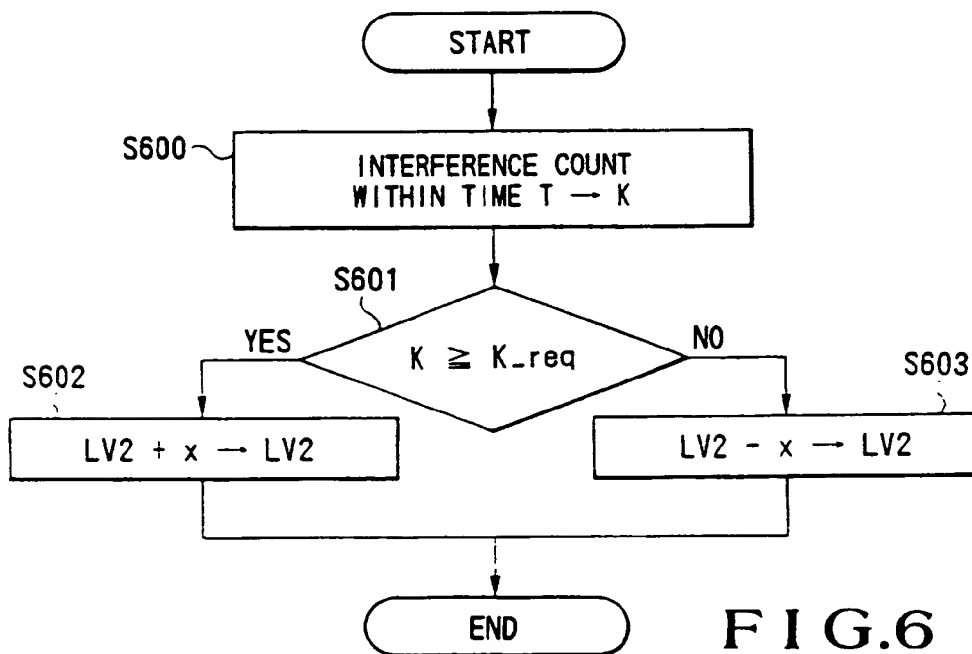 START
S600
INTERFERENCE COUNT
WITHIN TIME T → K
S601
YES
K ≧ K_req
NO
S602
LV2 + x → LV2
S603
LV2 - x → LV2
END
FIG.6